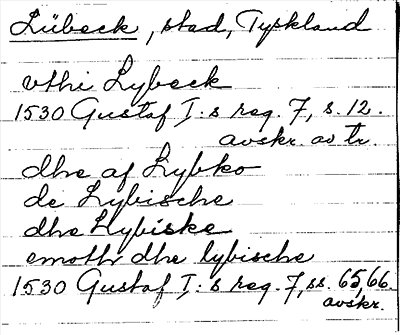 Lübeck, stad, Tyskland
vthi Lybeck
1530 Gustaf I:s reg. 7, s. 12.
avskr. av tr.
dhe af Lybko
de Lybische
dhe Lybiske
emoth dhe lybische
1530 Gustaf I:s reg. 7, ss. 65, 66.
avskr.